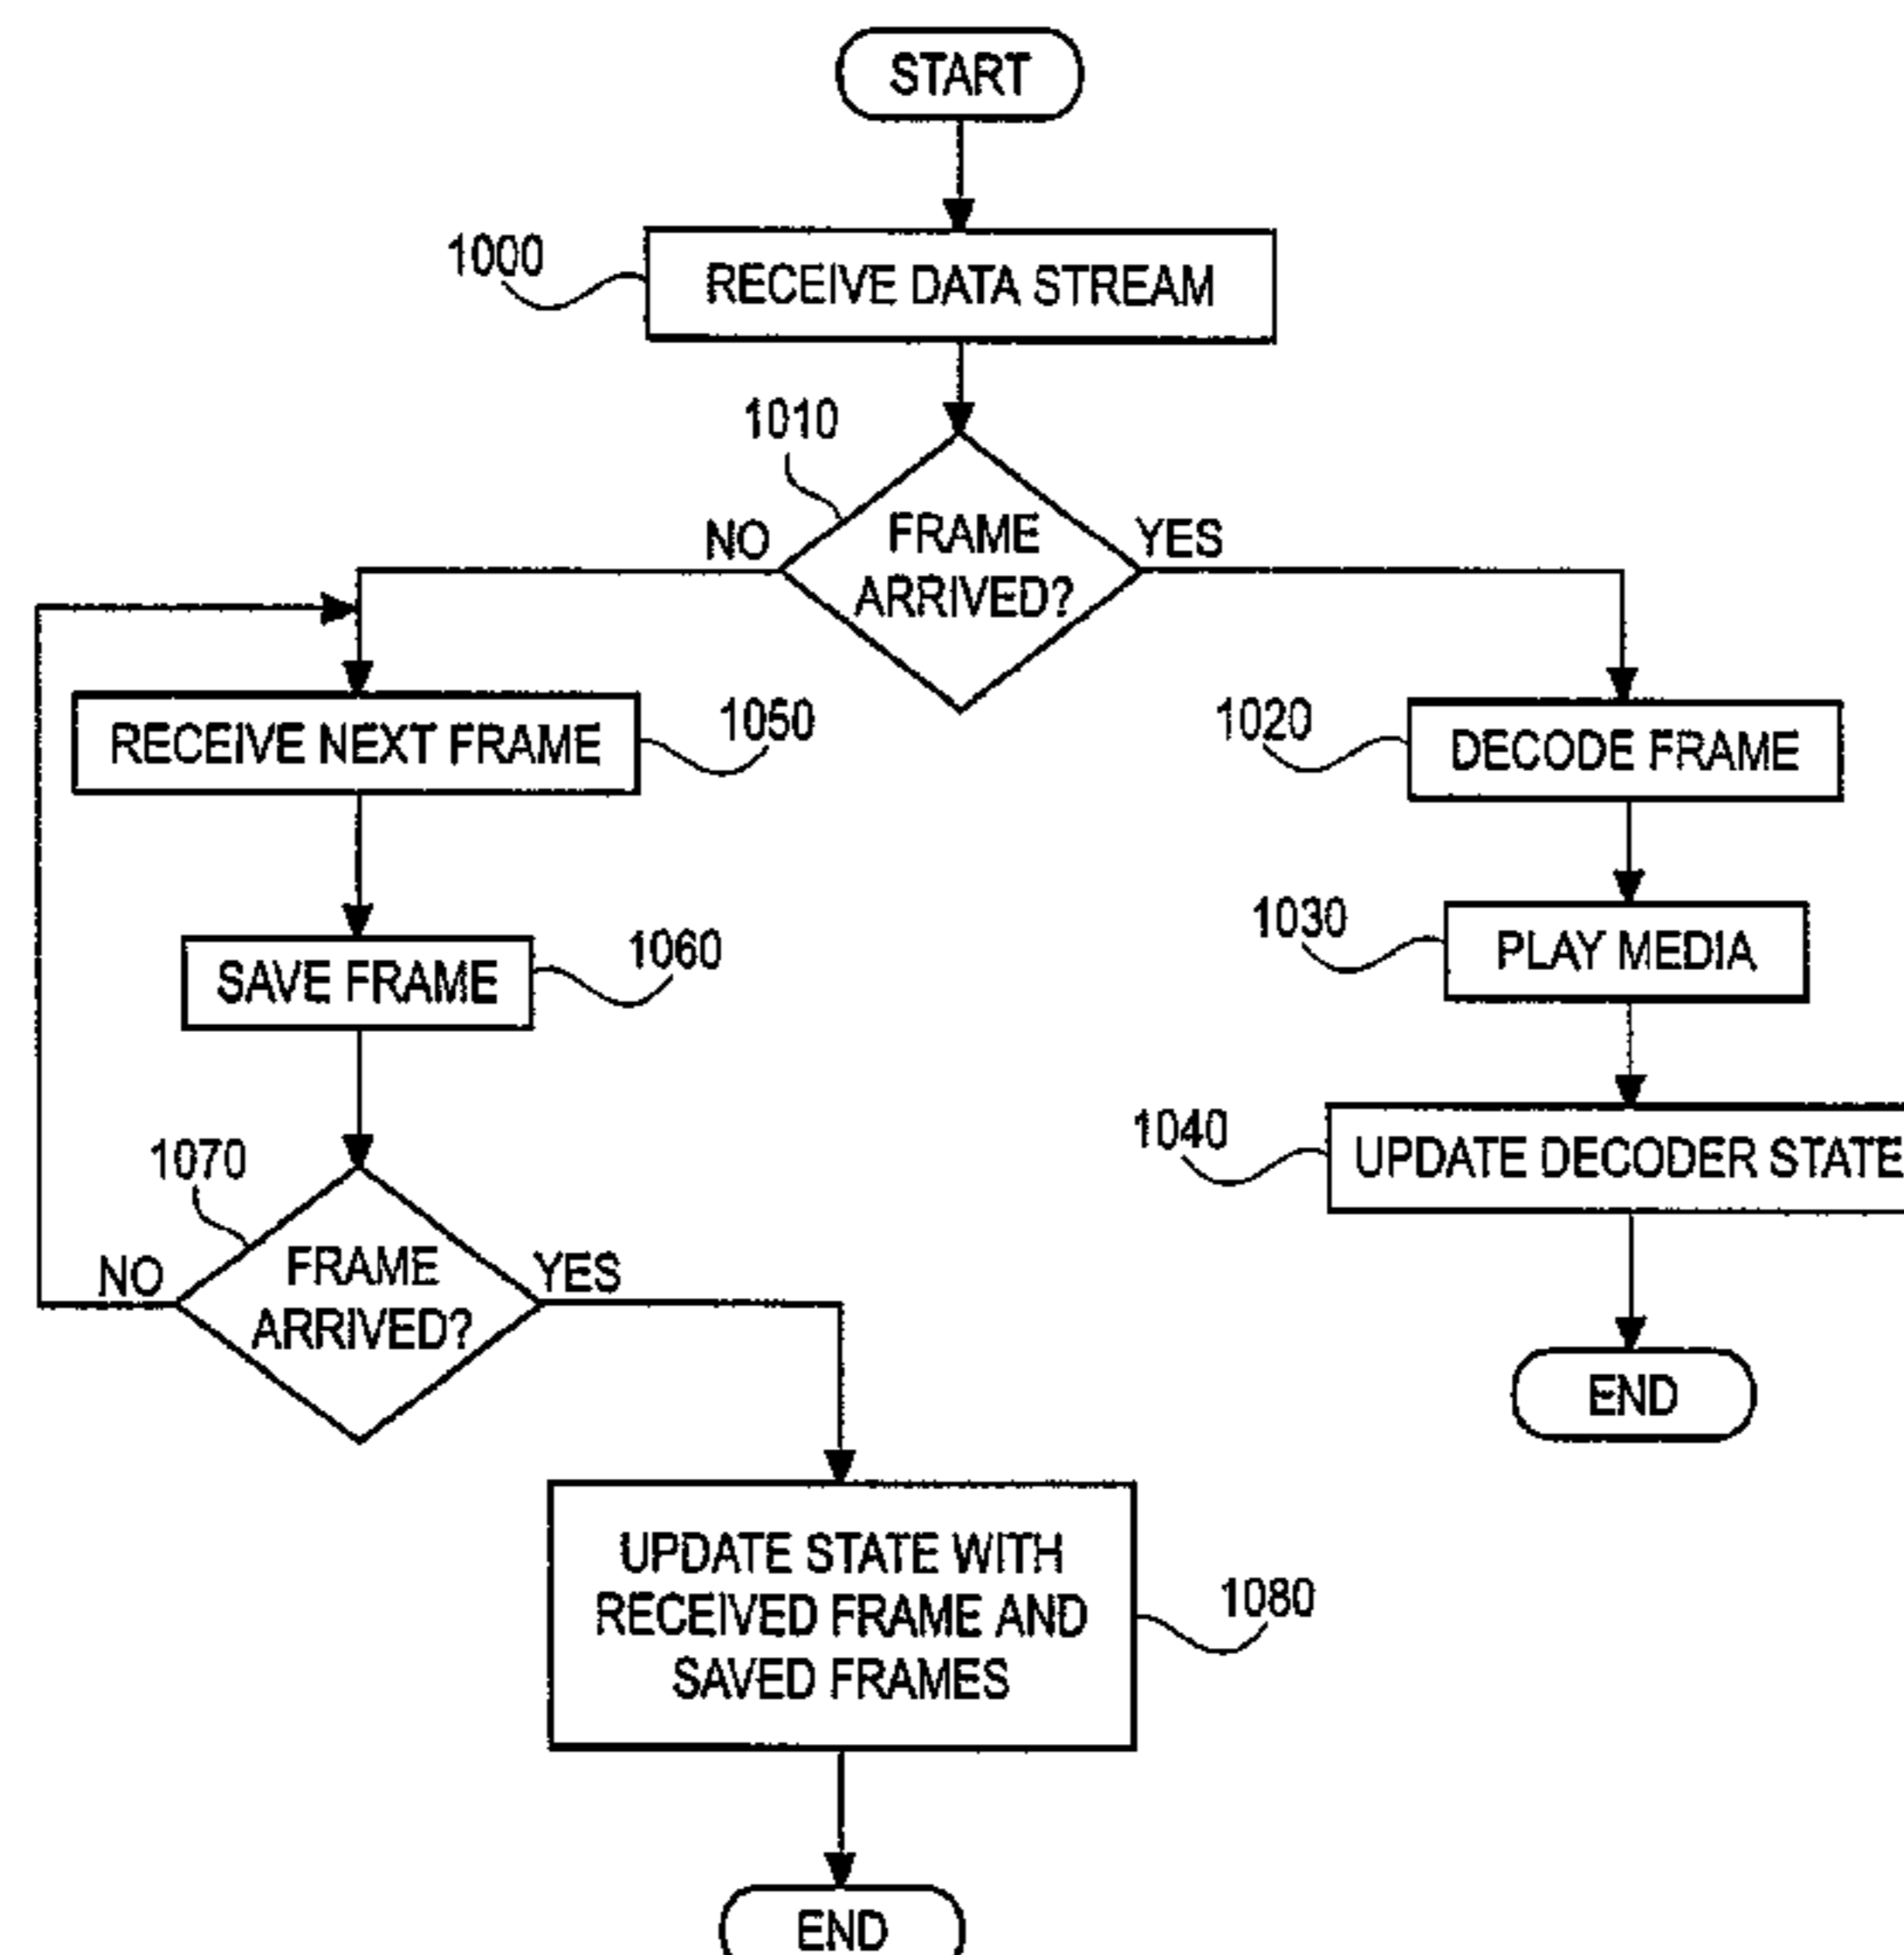 START
1000
RECEIVE DATA STREAM
1010
NO
FRAME
ARRIVED?
YES
RECEIVE NEXT FRAME
1050
1020
DECODE FRAME
SAVE FRAME
1060
1030
PLAY MEDIA
1070
NO
FRAME
ARRIVED?
YES
1040
UPDATE DECODER STATE
END
UPDATE STATE WITH
RECEIVED FRAME AND
SAVED FRAMES
1080
END